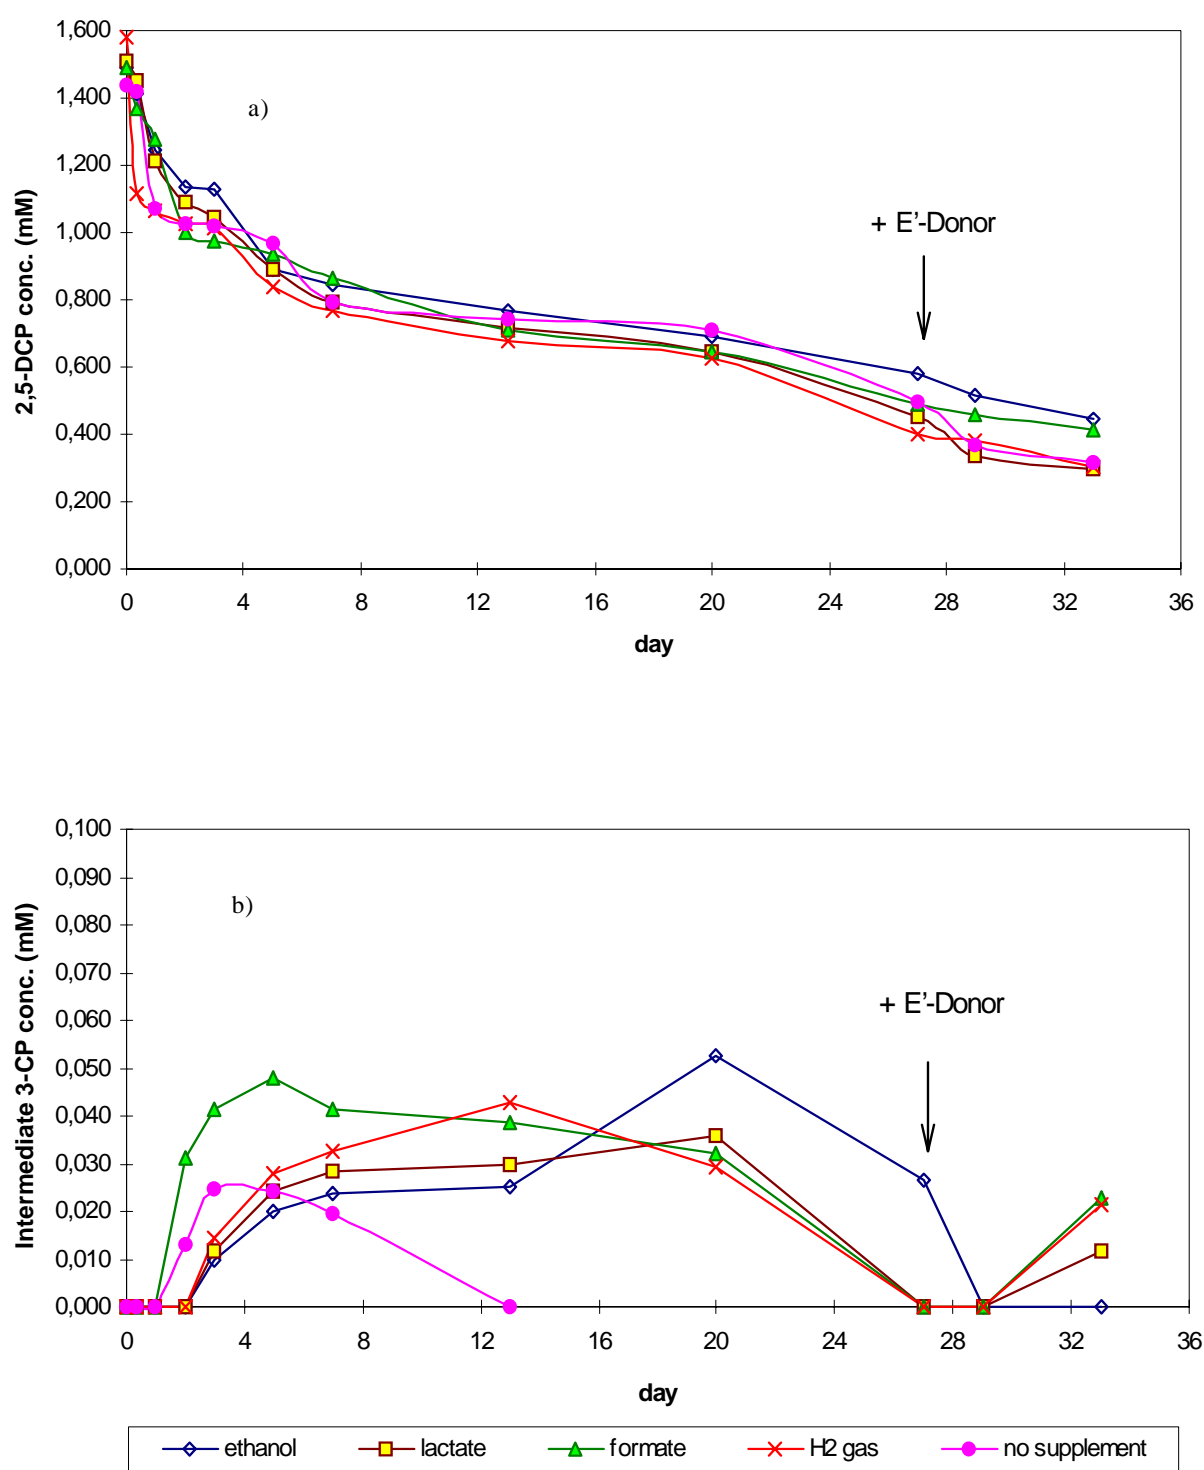 1,600
1,400
a)
1,200
+ E'-Donor
1,000
0,800
0,600
0,400
0,200
0,000
2,5-DCP conc. (mM)
0 4 8 12 16 20 24 28 32 36
day
0,100
0,090
b)
0,080
0,070
+ E'-Donor
0,060
0,050
0,040
0,030
0,020
0,010
0,000
Intermediate 3-CP conc. (mM)
0 4 8 12 16 20 24 28 32 36
day
ethanol lactate formate H2 gas no supplement